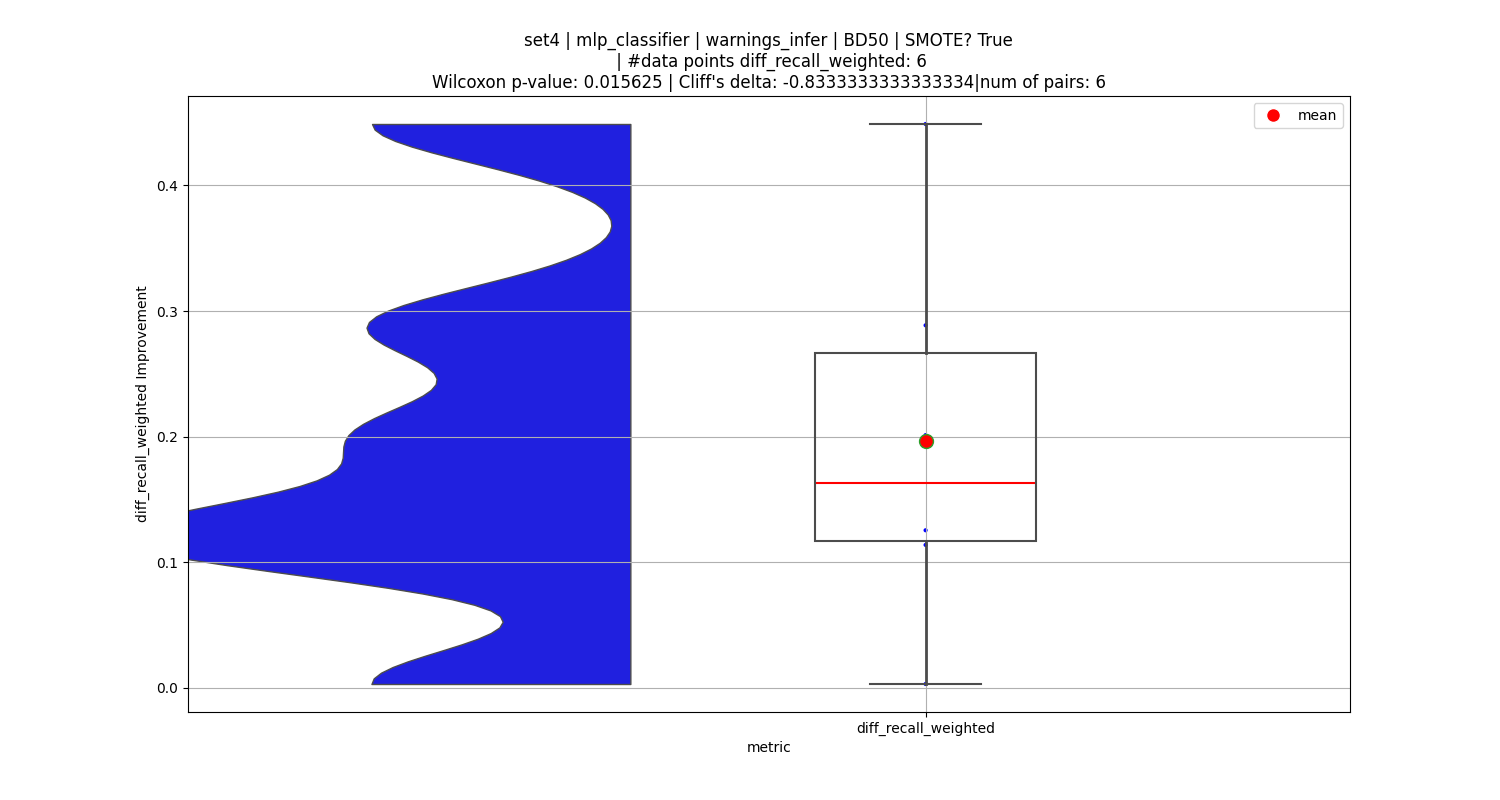 set4 | mlp_classifier | warnings_infer | BD50 | SMOTE? True
| #data points diff_recall_weighted: 6
Wilcoxon p-value: 0.015625 | Cliff's delta: -0.8333333333333334|num of pairs: 6
mean
diff_recall_weighted Improvement
0.4
0.3
0.2
0.1
0.0
diff_recall_weighted
metric